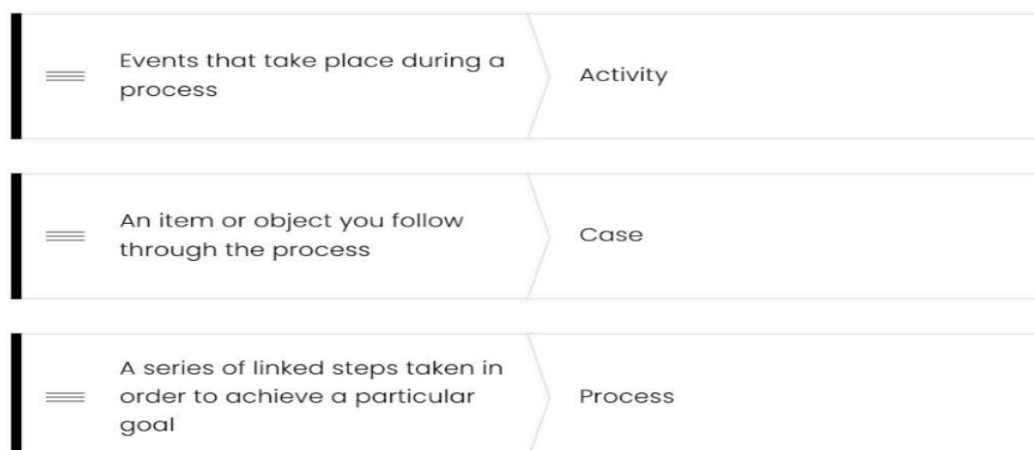 Events that take place during a
process
Activity
An item or object you follow
through the process
Case
A series of linked steps taken in
order to achieve a particular
goal
Process